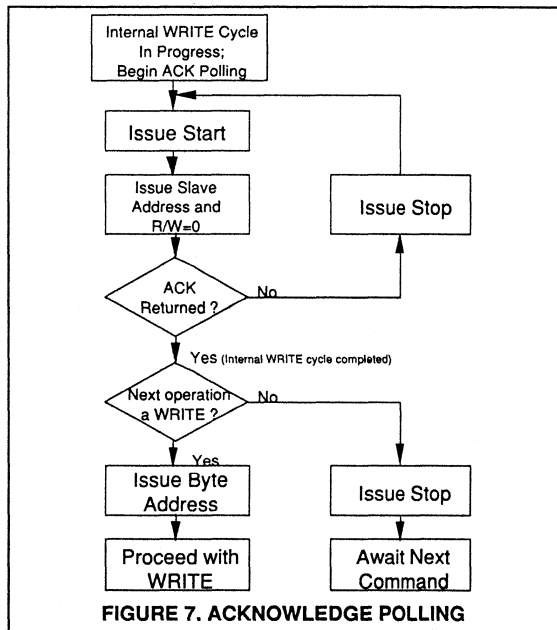 Internal WRITE Cycle
In Progress;
Begin ACK Polling
Issue Start
Issue Slave
Address and
R/W=0
Issue Stop
ACK
Returned ?
No
Yes (Internal WRITE cycle completed)
Next operation
a WRITE ?
No
Yes
Issue Byte
Address
Issue Stop
Proceed with
WRITE
Await Next
Command
FIGURE 7. ACKNOWLEDGE POLLING